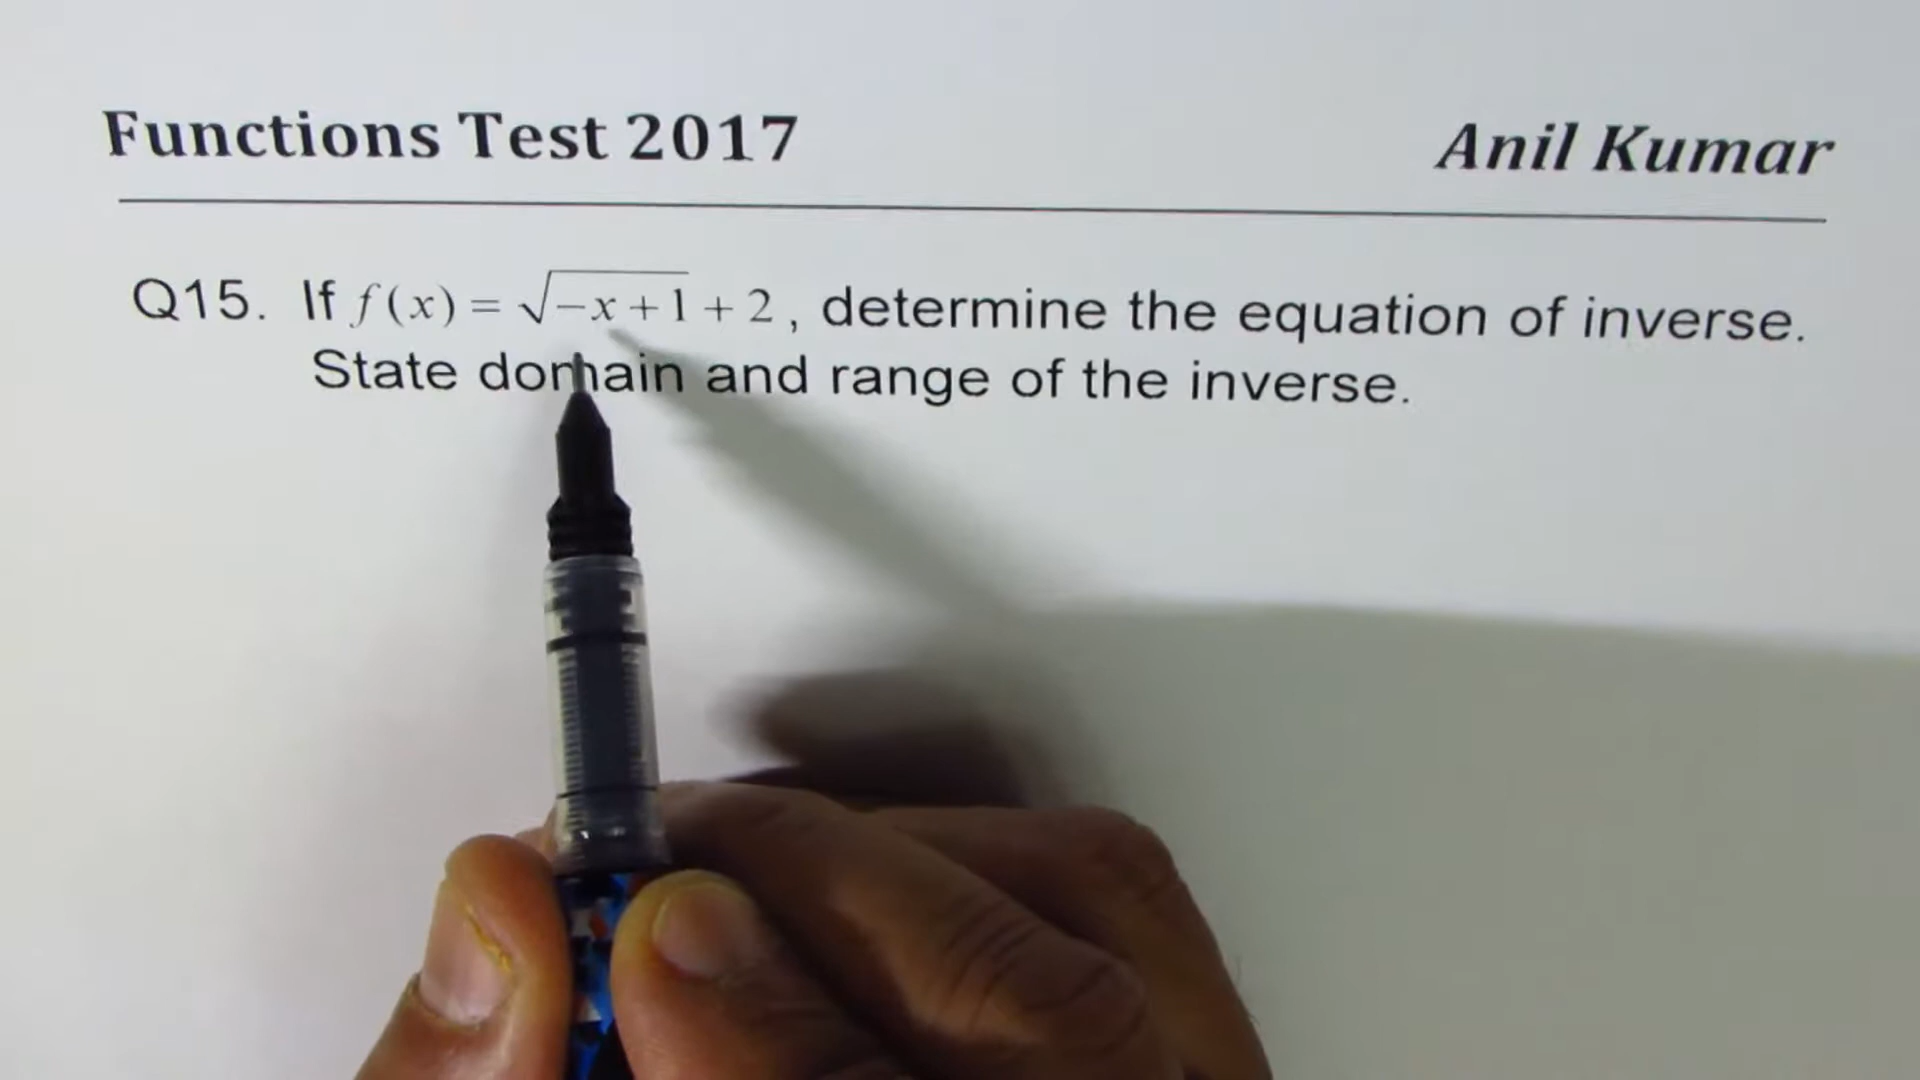 Functions Test 2017 Anil Kumar
Q15. If f(x) = √(-x+1) + 2, determine the equation of inverse.
State domain and range of the inverse.